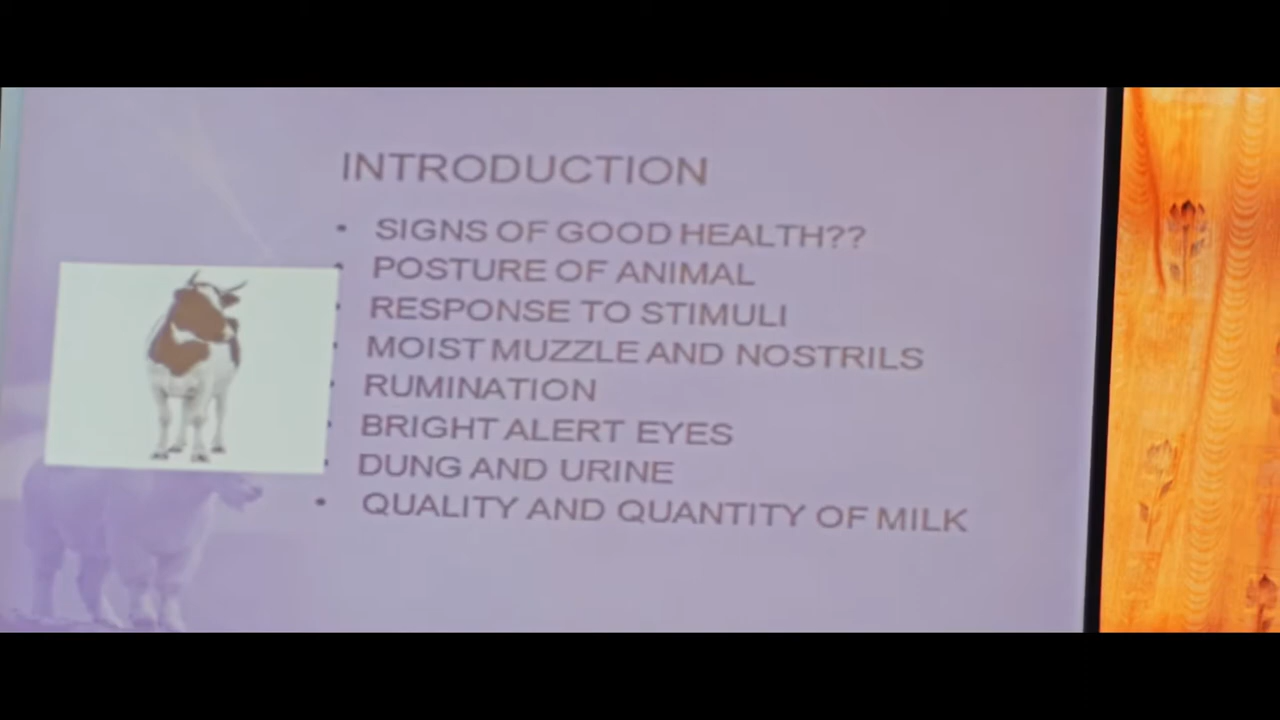 INTRODUCTION
• SIGNS OF GOOD HEALTH??
• POSTURE OF ANIMAL
• RESPONSE TO STIMULI
• MOIST MUZZLE AND NOSTRILS
• RUMINATION
• BRIGHT ALERT EYES
• DUNG AND URINE
• QUALITY AND QUANTITY OF MILK